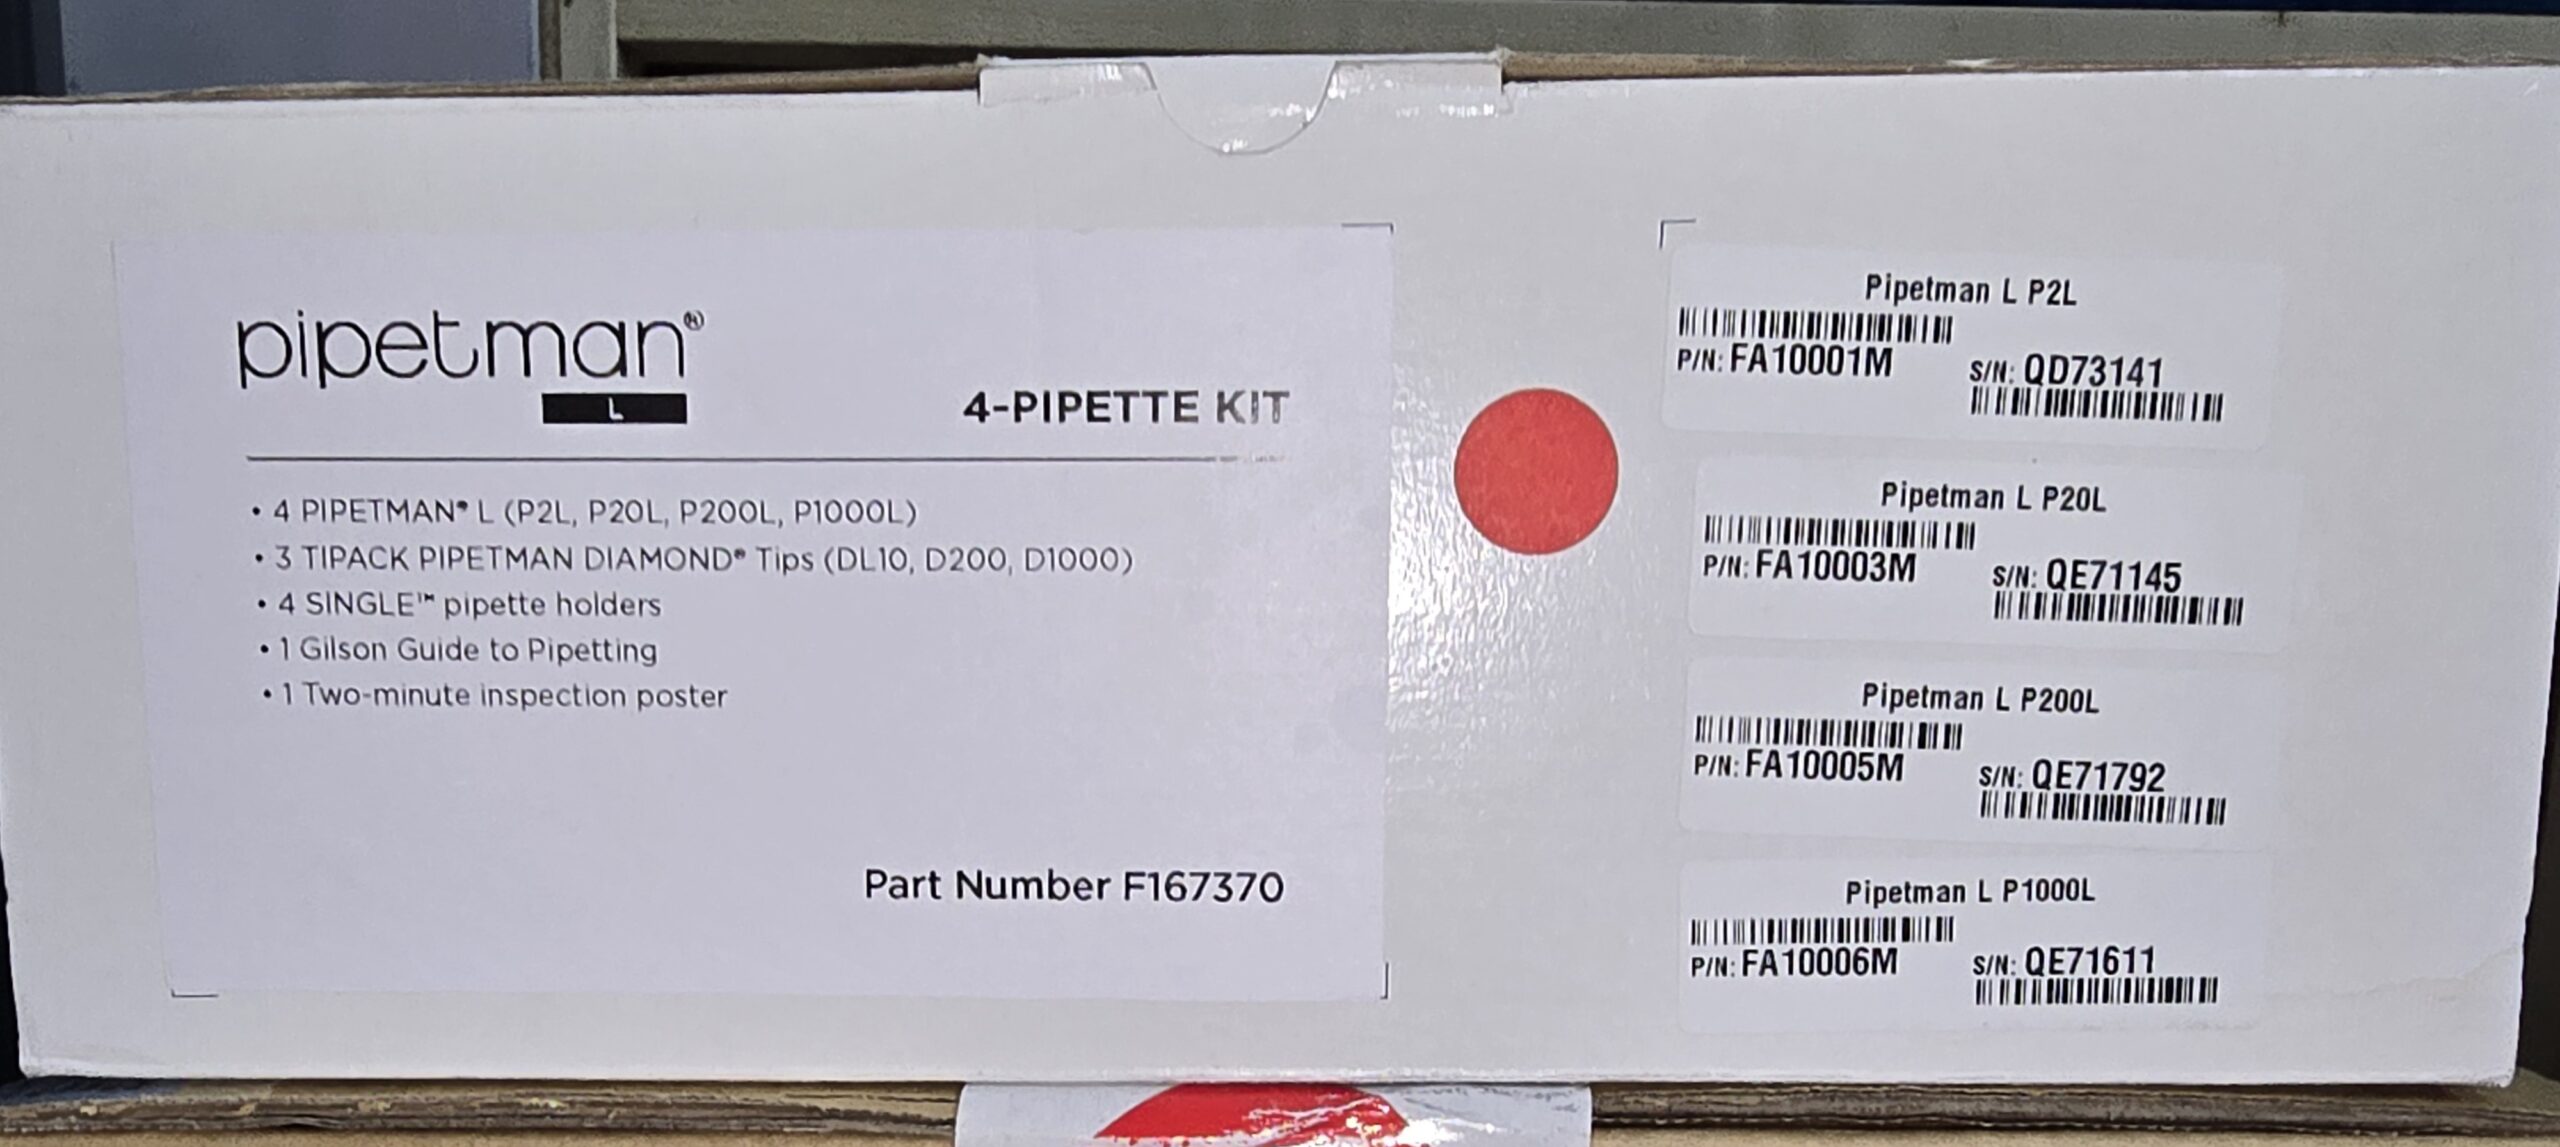 pipetman®
L
4-PIPETTE KIT
• 4 PIPETMAN® L (P2L, P20L, P200L, P1000L)
• 3 TIPACK PIPETMAN DIAMOND® Tips (DL10, D200, D1000)
• 4 SINGLE™ pipette holders
• 1 Gilson Guide to Pipetting
• 1 Two-minute inspection poster
Part Number F167370
Pipetman L P2L
P/N: FA10001M
S/N: QD73141
Pipetman L P20L
P/N: FA10003M
S/N: QE71145
Pipetman L P200L
P/N: FA10005M
S/N: QE71792
Pipetman L P1000L
P/N: FA10006M
S/N: QE71611